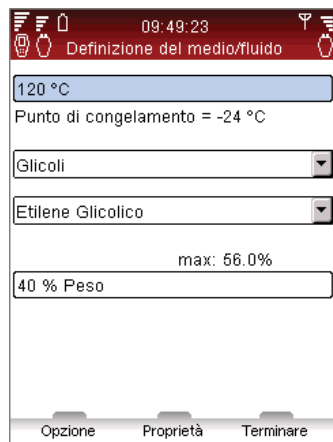 09:49:23
Definizione del medio/fluido
120 °C
Punto di congelamento = -24 °C
Glicoli
Etilene Glicolico
max: 56.0%
40 % Peso
Opzione Proprietà Terminare